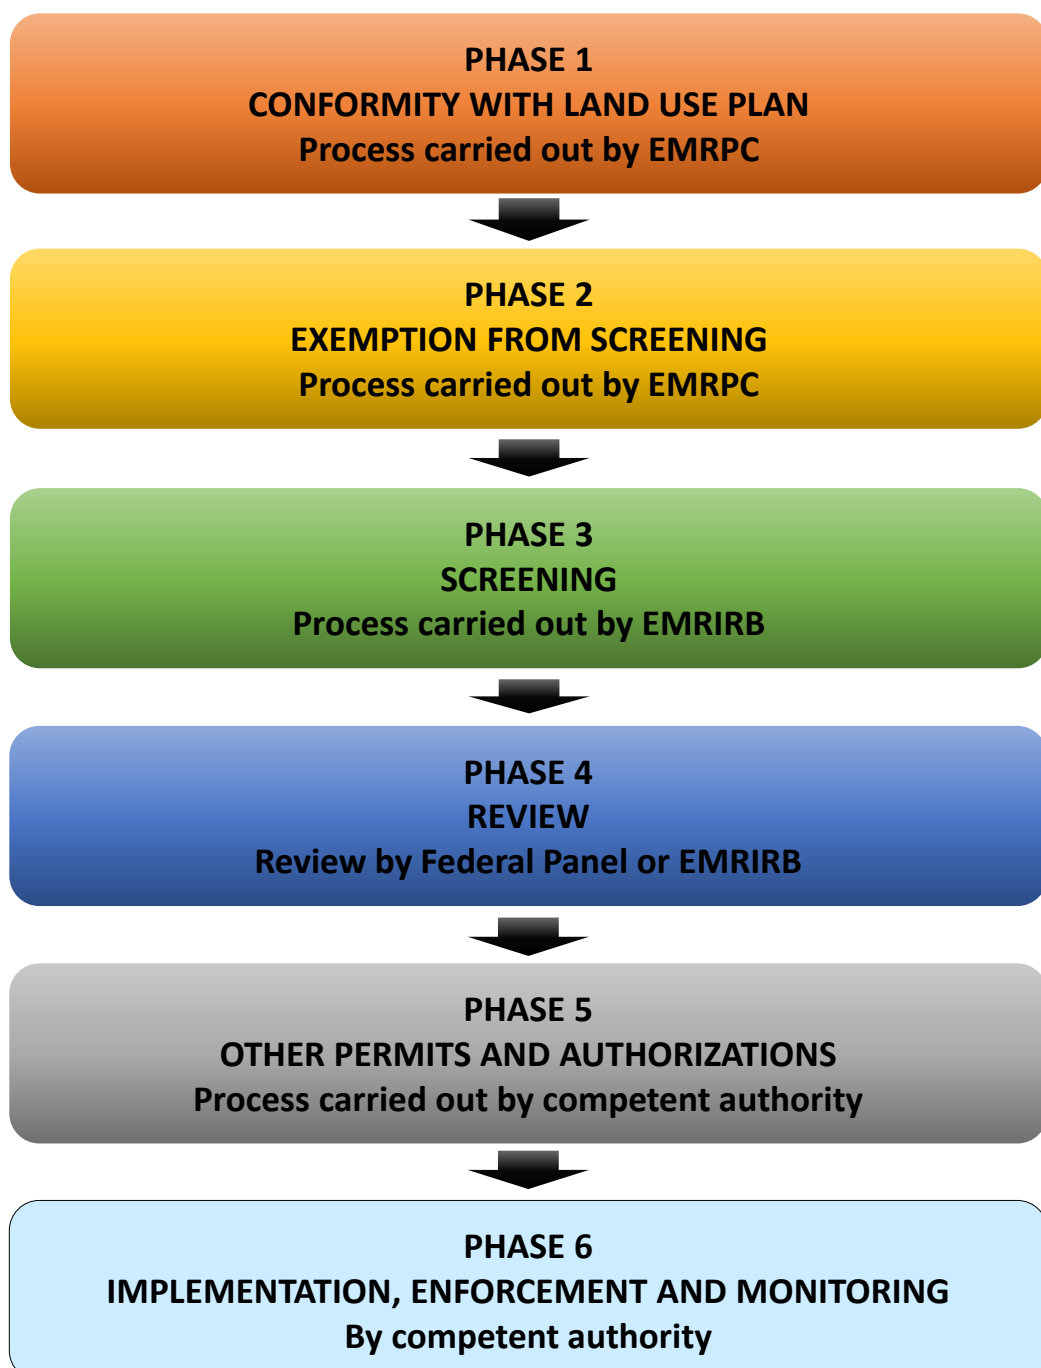 PHASE 1
CONFORMITY WITH LAND USE PLAN
Process carried out by EMRPC
PHASE 2
EXEMPTION FROM SCREENING
Process carried out by EMRPC
PHASE 3
SCREENING
Process carried out by EMRIRB
PHASE 4
REVIEW
Review by Federal Panel or EMRIRB
PHASE 5
OTHER PERMITS AND AUTHORIZATIONS
Process carried out by competent authority
PHASE 6
IMPLEMENTATION, ENFORCEMENT AND MONITORING
By competent authority